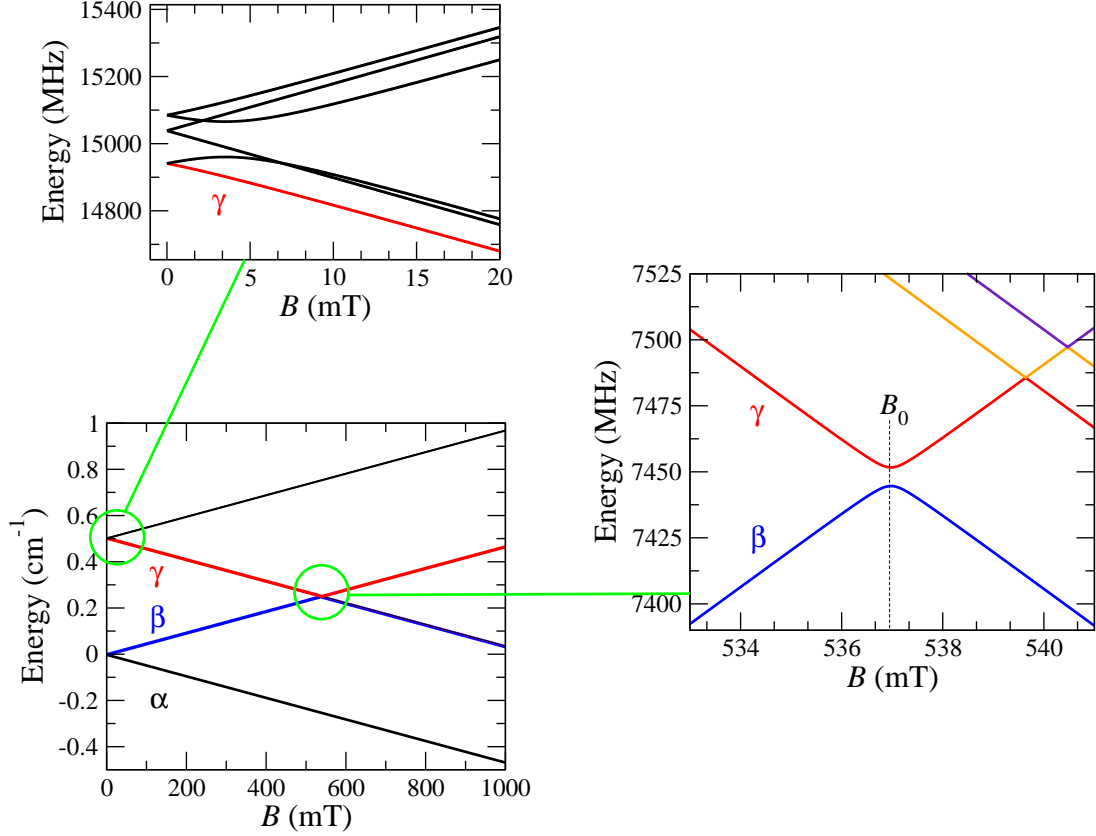 15400
15200
15000
14800
Energy (MHz)
γ
0 5 10 15 20
B (mT)
7525
7500
7475
7450
7425
7400
Energy (MHz)
B0
γ
β
534 536 538 540
B (mT)
1
0.8
0.6
0.4
0.2
0
-0.2
-0.4
Energy (cm-1)
γ
β
α
0 200 400 600 800 1000
B (mT)